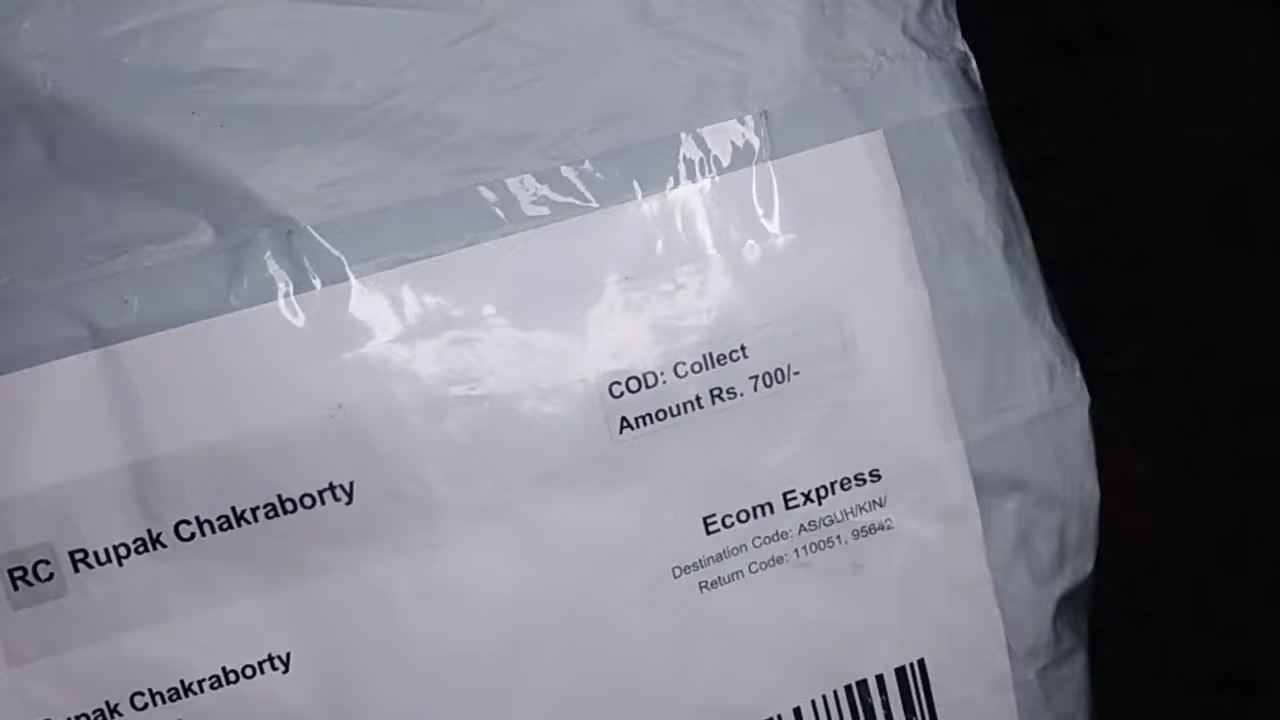 COD: Collect
Amount Rs. 700/-
RC Rupak Chakraborty
Ecom Express
Destination Code: AS/GUH/KIN/
Return Code: 110051, 95642
Chakraborty